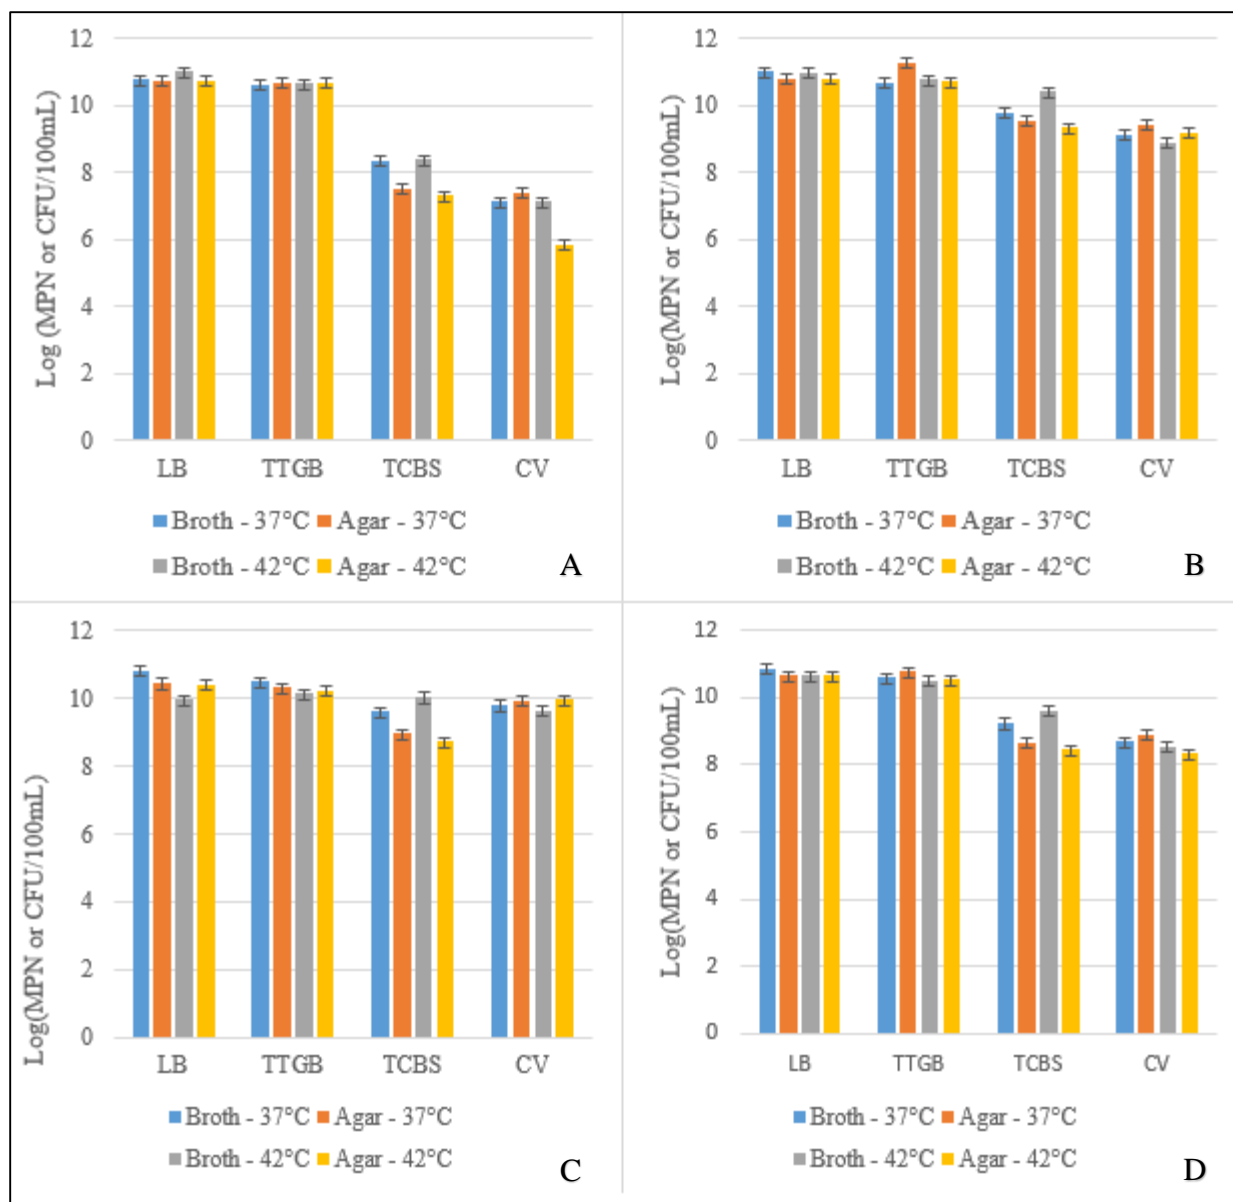 Log (MPN or CFU/100mL)
12
10
8
6
4
2
0
LB TTGB TCBS CV
Broth - 37°C Agar - 37°C
Broth - 42°C Agar - 42°C
A
Log(MPN or CFU/100mL)
12
10
8
6
4
2
0
LB TTGB TCBS CV
Broth - 37°C Agar - 37°C
Broth - 42°C Agar - 42°C
B
Log(MPN or CFU/100mL)
12
10
8
6
4
2
0
LB TTGB TCBS CV
Broth - 37°C Agar - 37°C
Broth - 42°C Agar - 42°C
C
Log(MPN or CFU/100mL)
12
10
8
6
4
2
0
LB TTGB TCBS CV
Broth - 37°C Agar - 37°C
Broth - 42°C Agar - 42°C
D